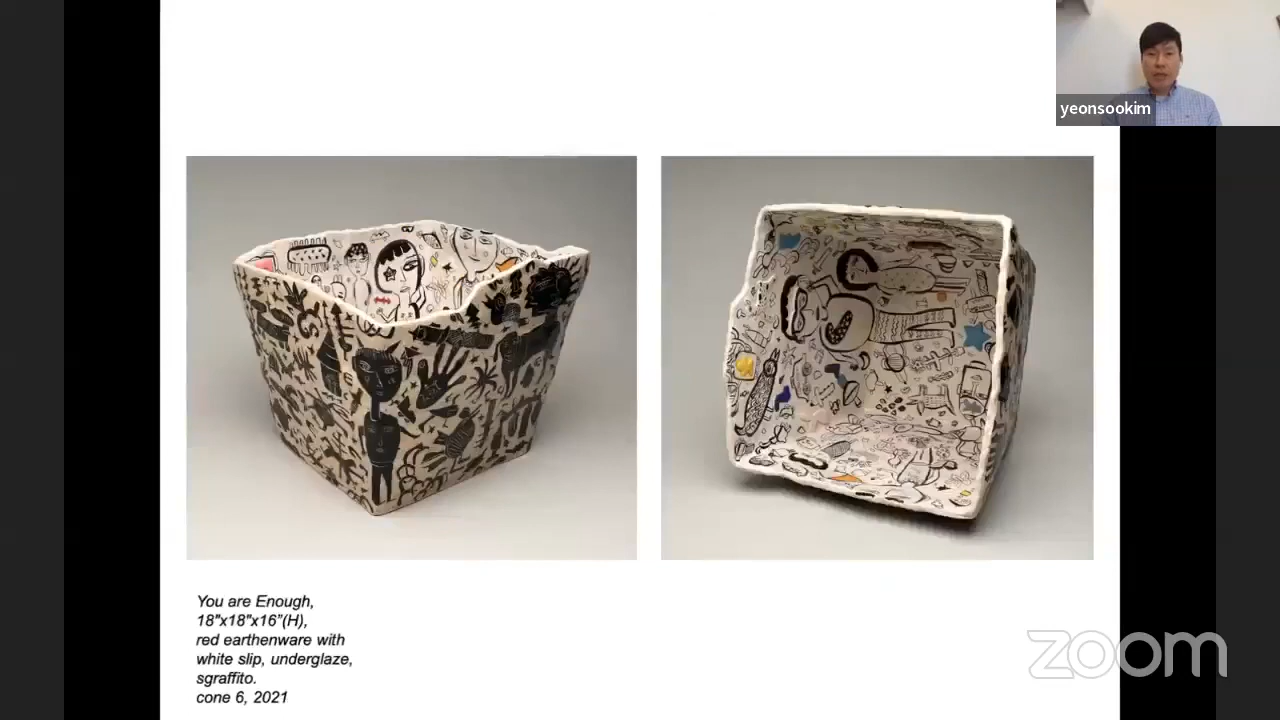 yeonsookim
You are Enough,
18"x18"x16"(H),
red earthenware with
white slip, underglaze,
sgraffito.
cone 6, 2021
zoom